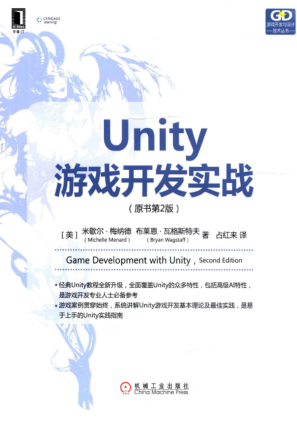 CENGAGE
Learning
游戏开发与设计
技术丛书
Unity
游戏开发实战
（原书第2版）
[美] 米歇尔·梅纳德 布莱恩·瓦格斯特夫 著 占红来 译
(Michelle Menard) (Bryan Wagstaff)
Game Development with Unity, Second Edition
• 经典Unity教程全新升级，全面覆盖Unity的众多特性，包括高级AI特性，
是游戏开发专业人士必备参考
• 游戏案例贯穿始终，系统讲解Unity游戏开发基本理论及最佳实践，是易
于上手的Unity实践指南
机械工业出版社
China Machine Press